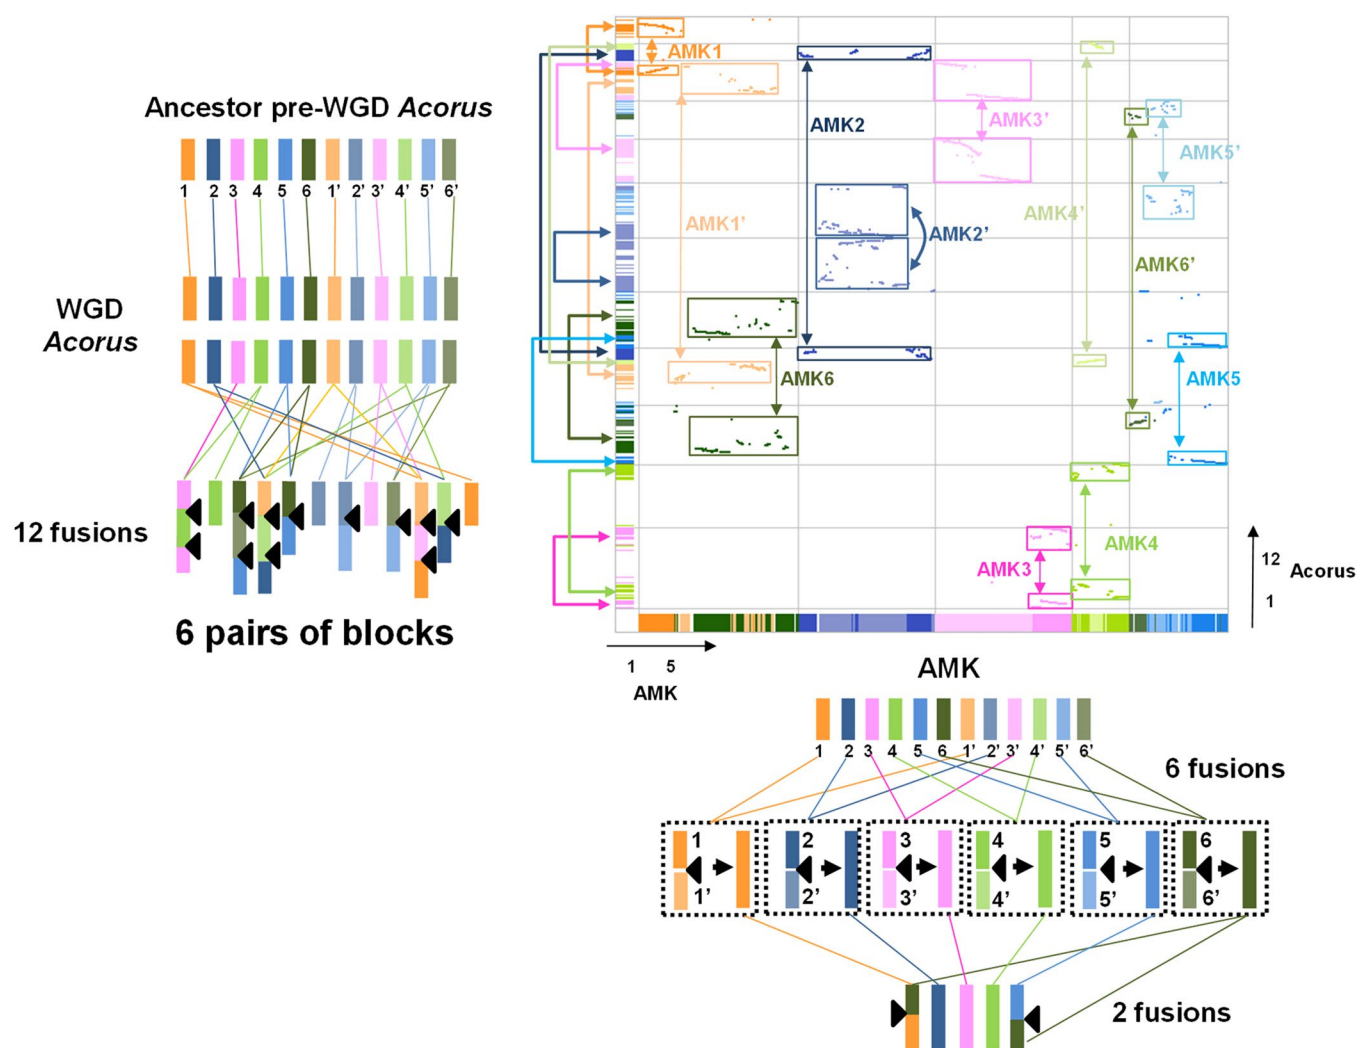 Ancestor pre-WGD Acorus
1 2 3 4 5 6 1' 2' 3' 4' 5' 6'
WGD
Acorus
12 fusions
6 pairs of blocks
AMK1
AMK2
AMK3'
AMK5'
AMK1'
AMK4'
AMK2'
AMK6'
AMK6
AMK5
AMK4
AMK3
12
Acorus
1
1 5
AMK
AMK
1 2 3 4 5 6 1' 2' 3' 4' 5' 6'
6 fusions
1 2 3 4 5 6
1' 2' 3' 4' 5' 6'
2 fusions